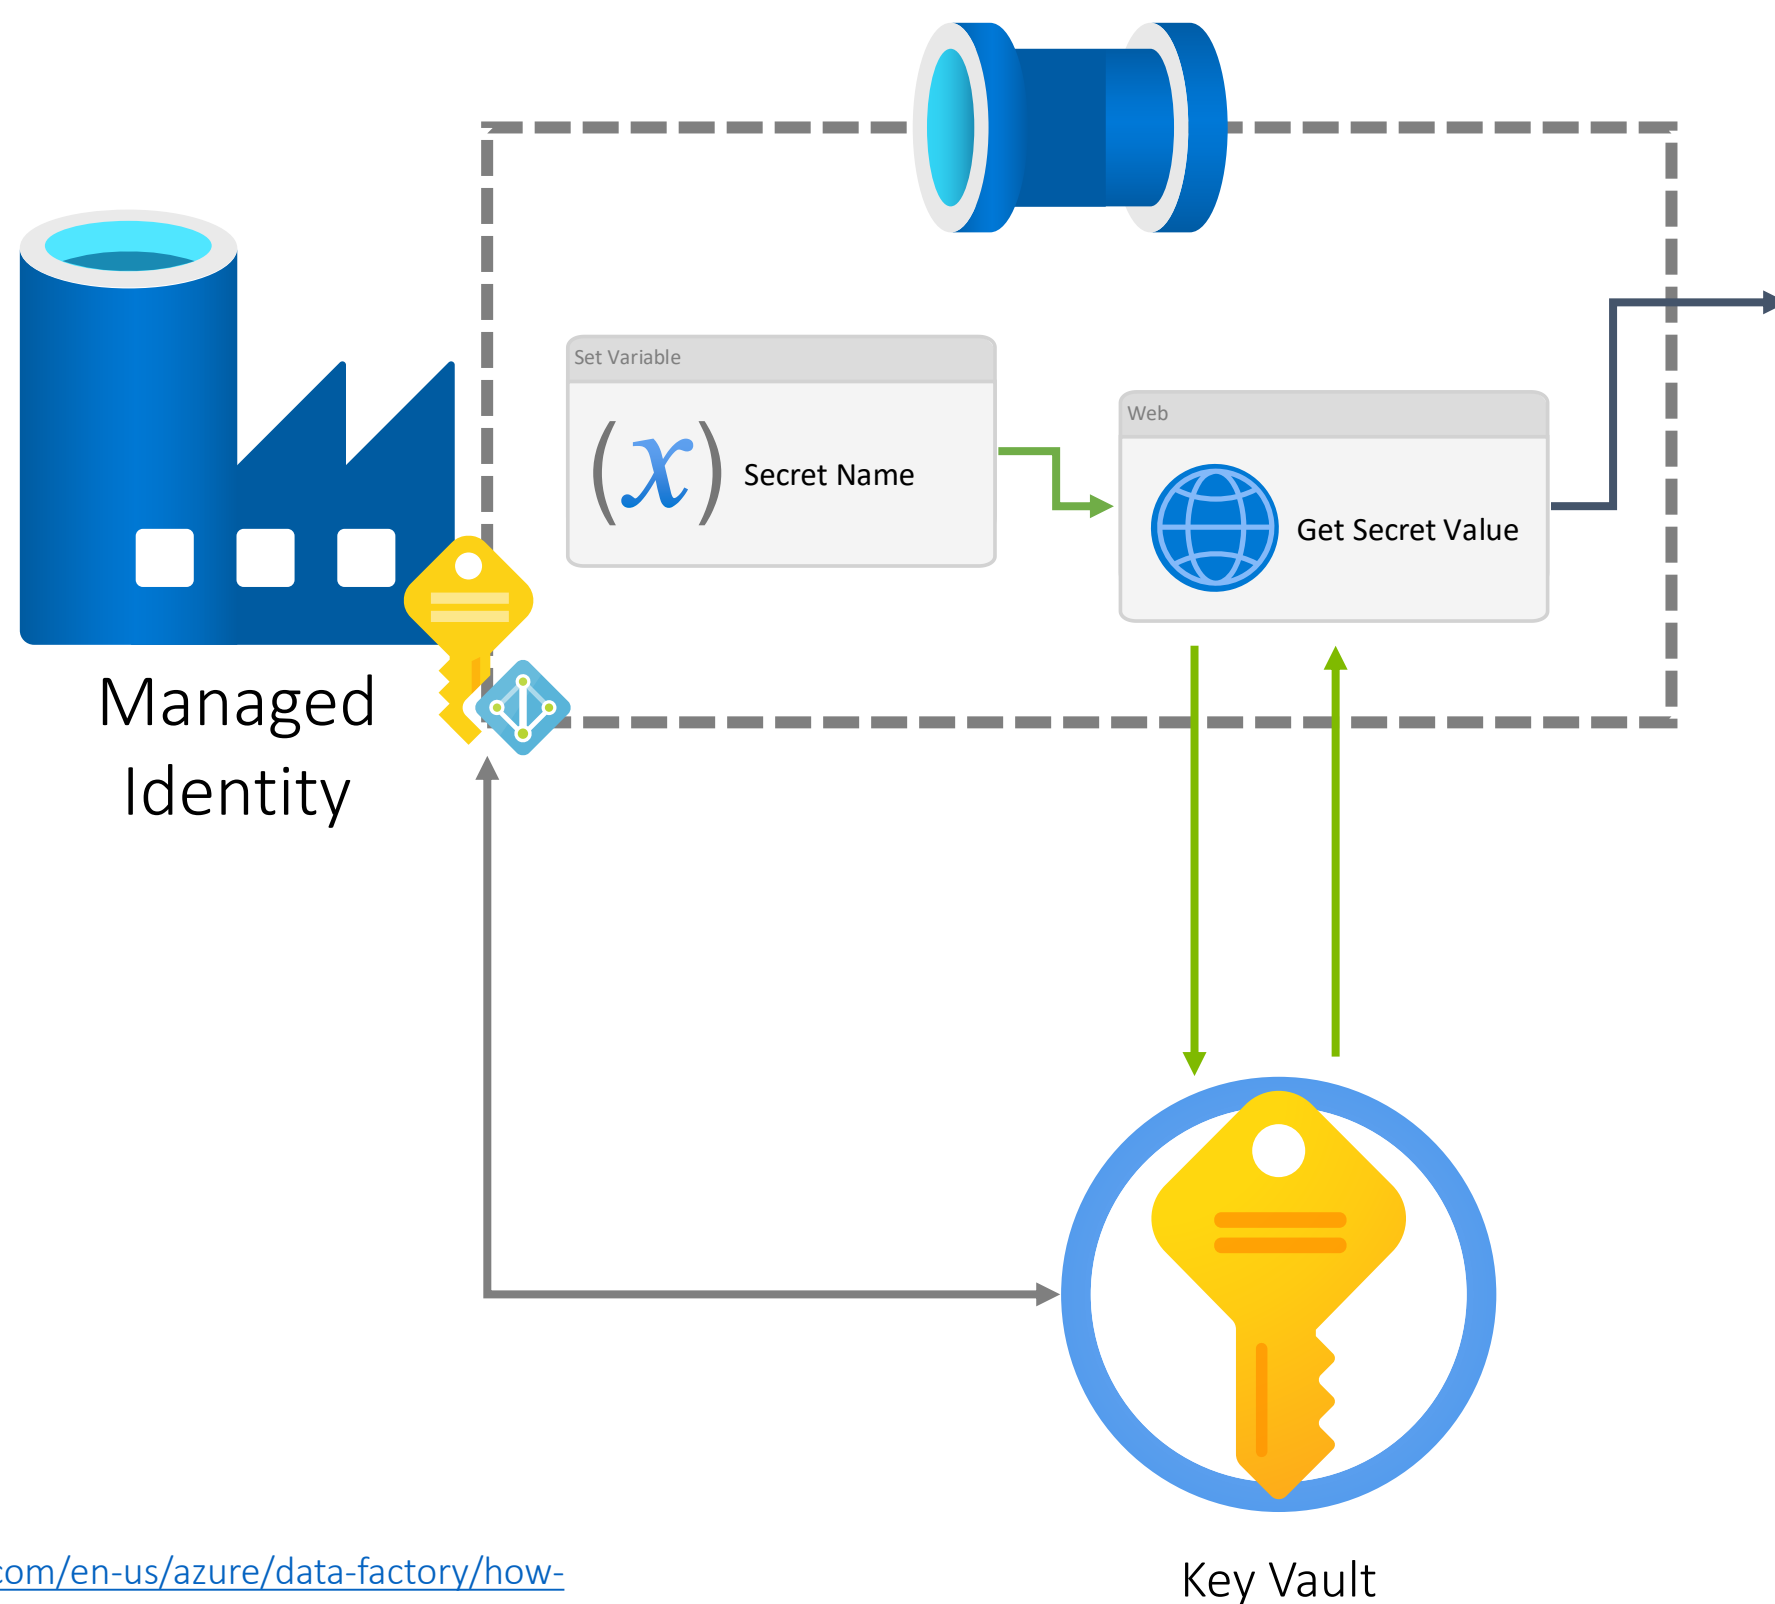 Set Variable
Secret Name
Web
Get Secret Value
Managed
Identity
com/en-us/azure/data-factory/how-
Key Vault